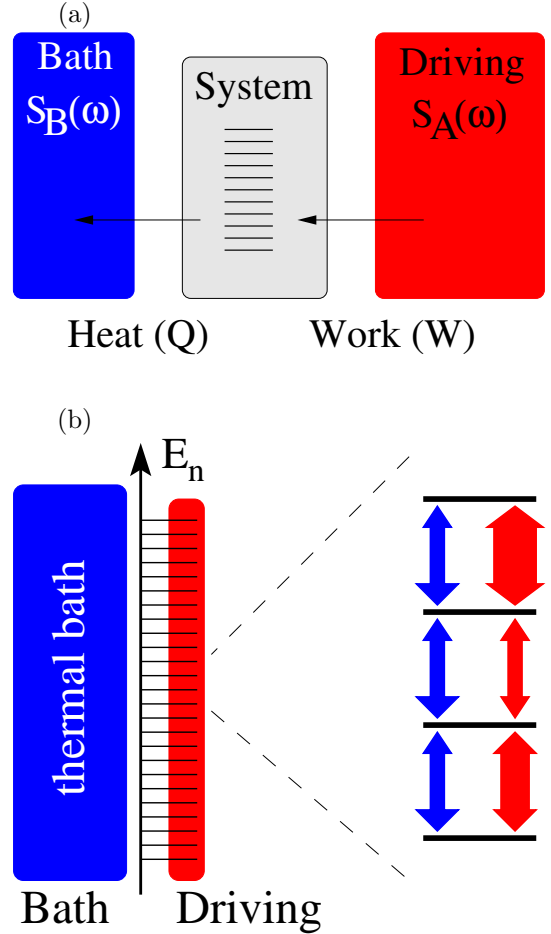 (a)
Bath
S_B(ω)
System
Driving
S_A(ω)
Heat (Q)
Work (W)
(b)
E_n
thermal bath
Bath
Driving